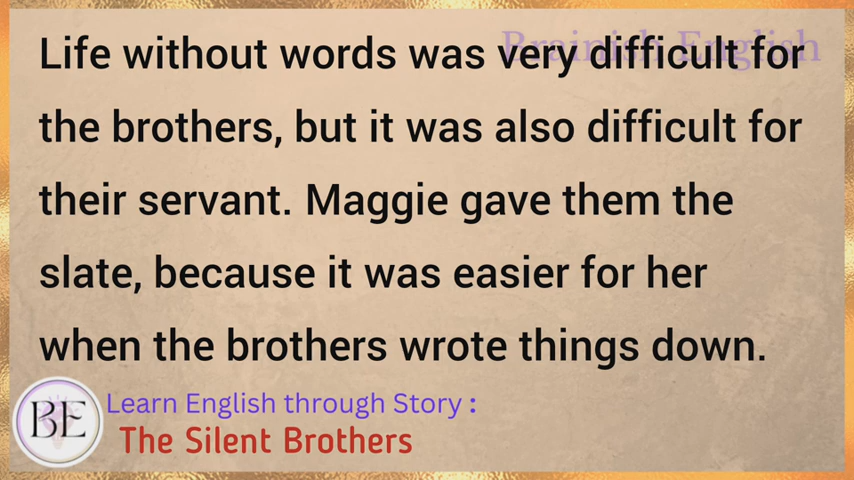 Brainish English
Life without words was very difficult for
the brothers, but it was also difficult for
their servant. Maggie gave them the
slate, because it was easier for her
when the brothers wrote things down.
BE
Learn English through Story :
The Silent Brothers